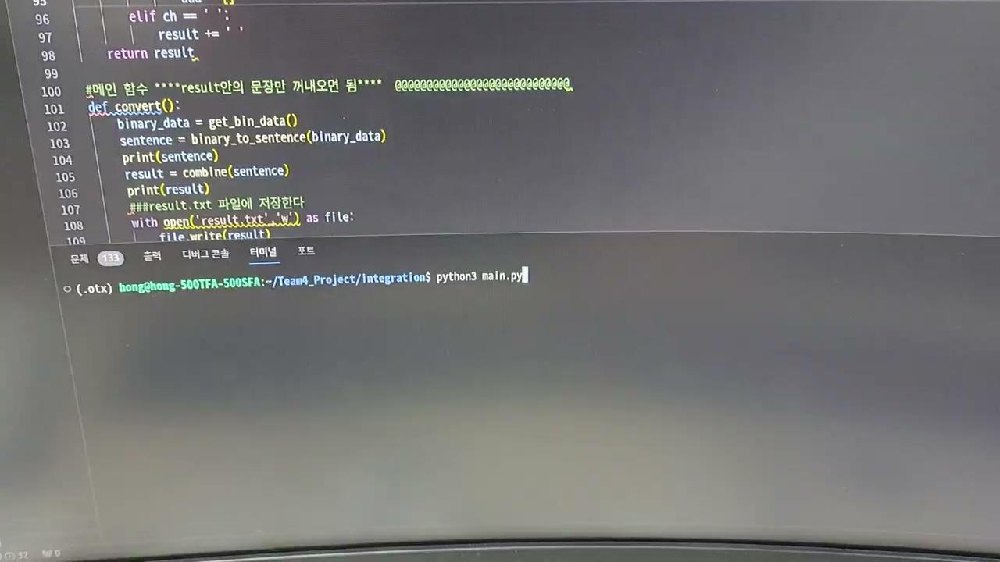 95
96 elif ch == ' ':
97 result += ' '
98 return result
99
100 #메인 함수 ****result안의 문장만 꺼내오면 됨**** @@@@@@@@@@@@@@@@@@@@@@@@@@@@
101 def convert():
102 binary_data = get_bin_data()
103 sentence = binary_to_sentence(binary_data)
104 print(sentence)
105 result = combine(sentence)
106 print(result)
107 ###result.txt 파일에 저장한다
108 with open('result.txt','w') as file:
109 file.write(result)
문제 133 출력 디버그 콘솔 터미널 포트
(.otx) hong@hong-500TFA-500SFA:~/Team4_Project/integration$ python3 main.py
32 0